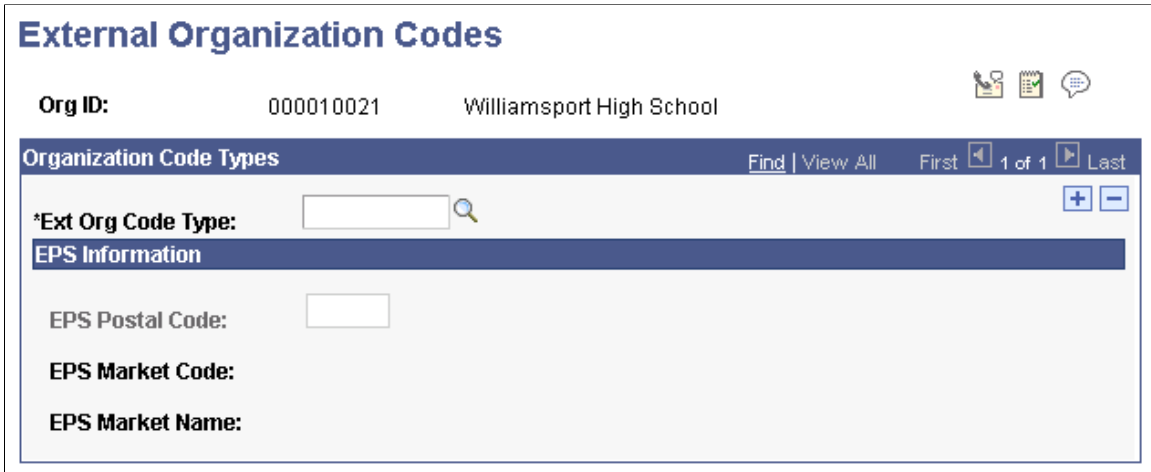 External Organization Codes
Org ID: 000010021 Williamsport High School
Organization Code Types Find | View All First 1 of 1 Last
*Ext Org Code Type:
EPS Information
EPS Postal Code:
EPS Market Code:
EPS Market Name: